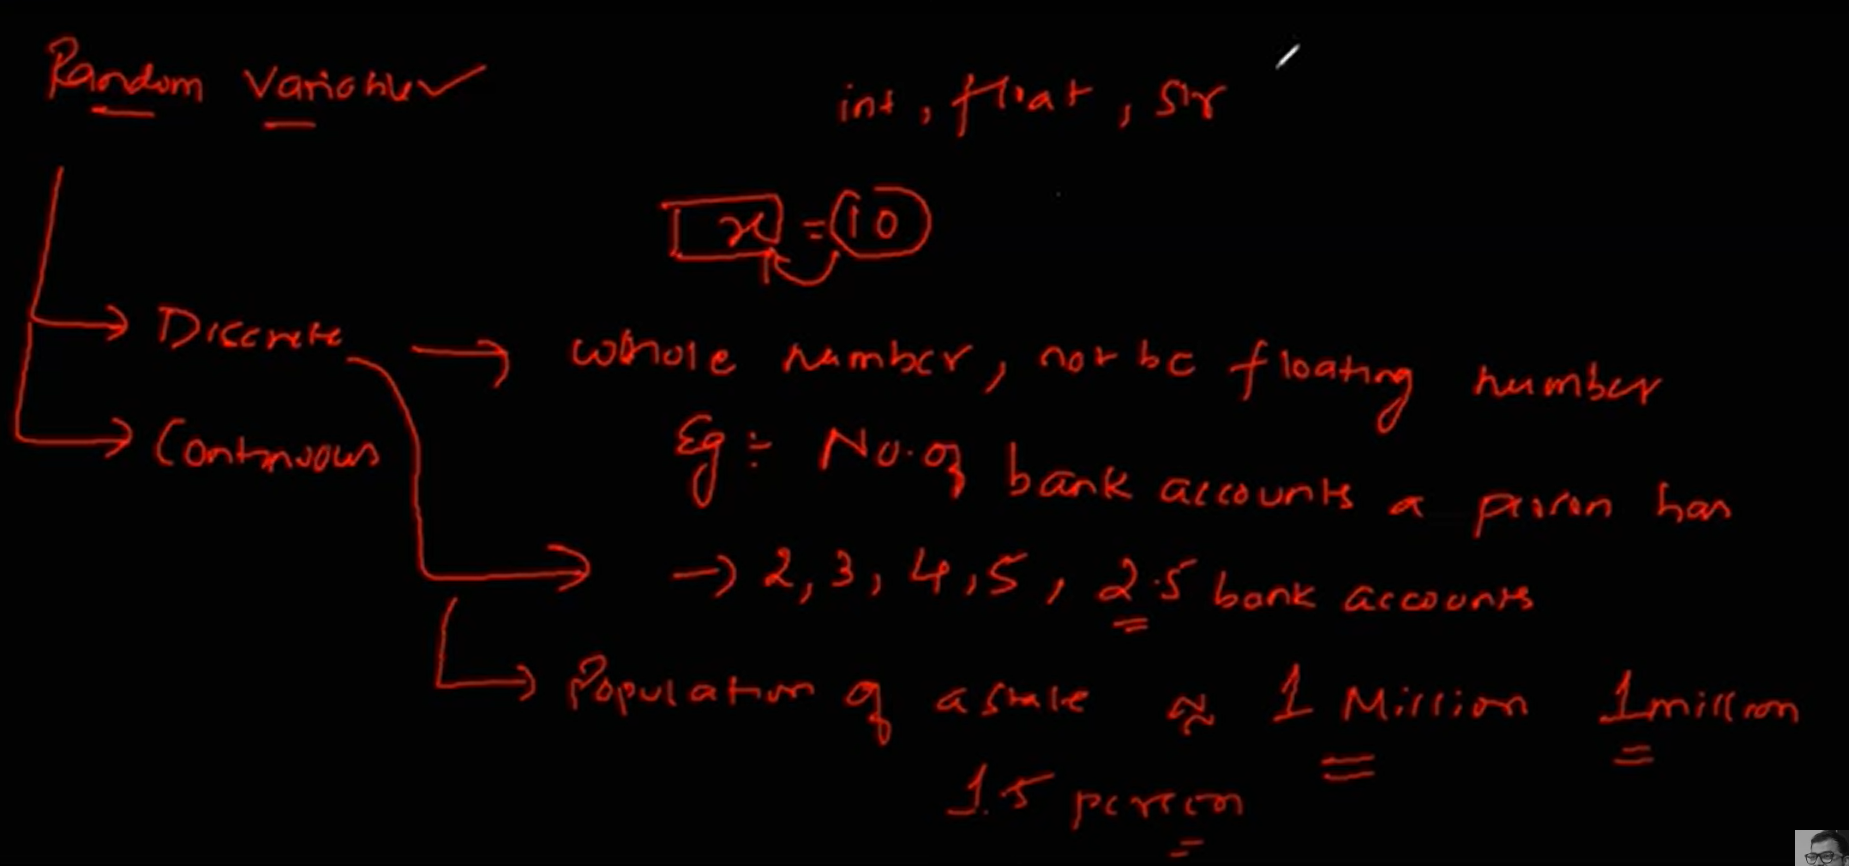 Random Variables
int, float, str
x = 10
Discrete → whole number, not be floating number
Continuous
Eg:- No. of bank accounts a person has
→ 2, 3, 4, 5, 2.5 bank accounts
→ Population of a state ≈ 1 Million 1 million
1.5 person